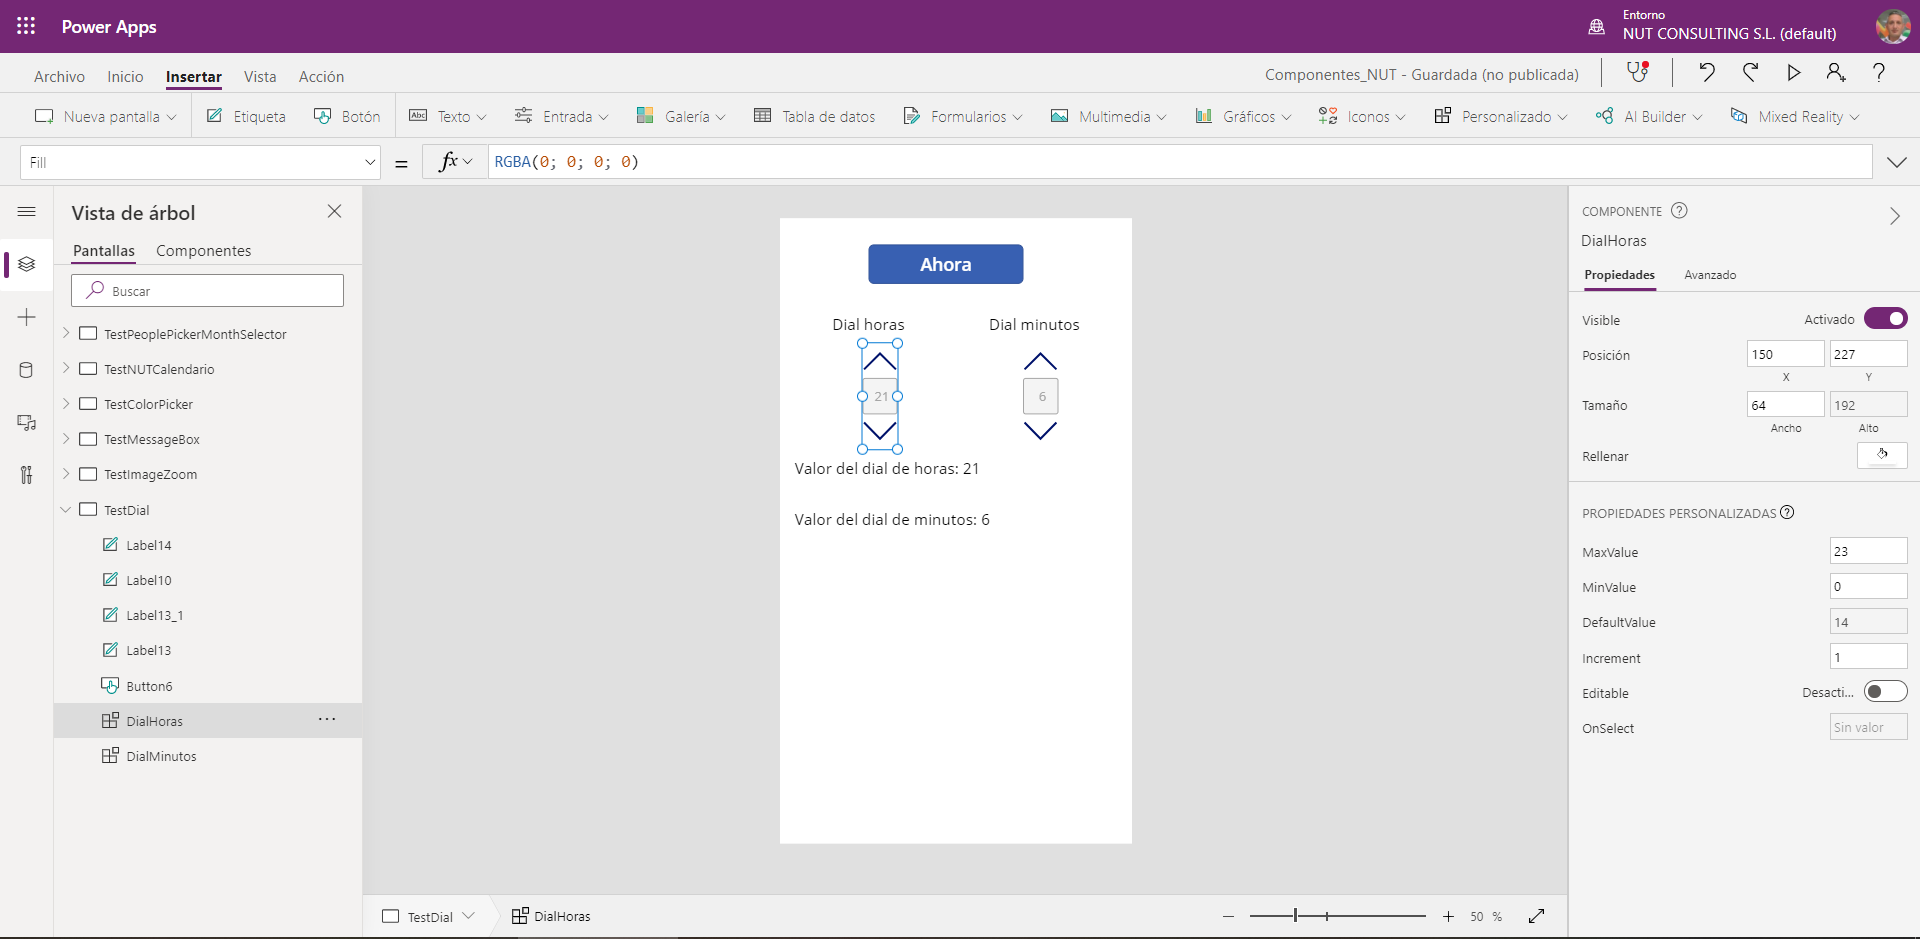 Power Apps
Entorno
NUT CONSULTING S.L. (default)
Archivo Inicio Insertar Vista Acción
Componentes_NUT - Guardada (no publicada)
Nueva pantalla Etiqueta Botón Texto Entrada Galería Tabla de datos Formularios Multimedia Gráficos Iconos Personalizado AI Builder Mixed Reality
Fill = fx RGBA(0; 0; 0; 0)
Vista de árbol
Pantallas Componentes
Buscar
TestPeoplePickerMonthSelector
TestNUTCalendario
TestColorPicker
TestMessageBox
TestImageZoom
TestDial
Label14
Label10
Label13_1
Label13
Button6
DialHoras ...
DialMinutos
Ahora
Dial horas Dial minutos
21 6
Valor del dial de horas: 21
Valor del dial de minutos: 6
TestDial DialHoras
50 %
COMPONENTE
DialHoras
Propiedades Avanzado
Visible Activado
Posición 150 227
X Y
Tamaño 64 192
Ancho Alto
Rellenar
PROPIEDADES PERSONALIZADAS
MaxValue 23
MinValue 0
DefaultValue 14
Increment 1
Editable Desacti...
OnSelect Sin valor